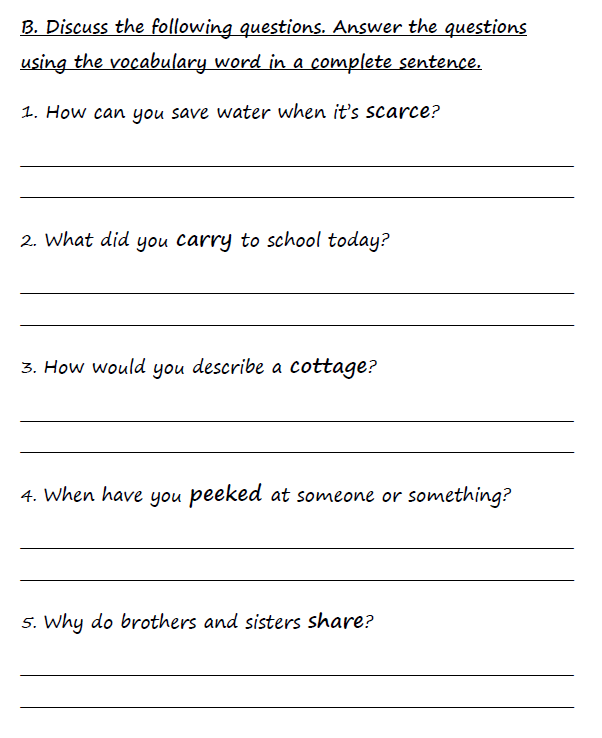 B. Discuss the following questions. Answer the questions
using the vocabulary word in a complete sentence.
1. How can you save water when it's scarce?
2. What did you carry to school today?
3. How would you describe a cottage?
4. When have you peeked at someone or something?
5. Why do brothers and sisters share?